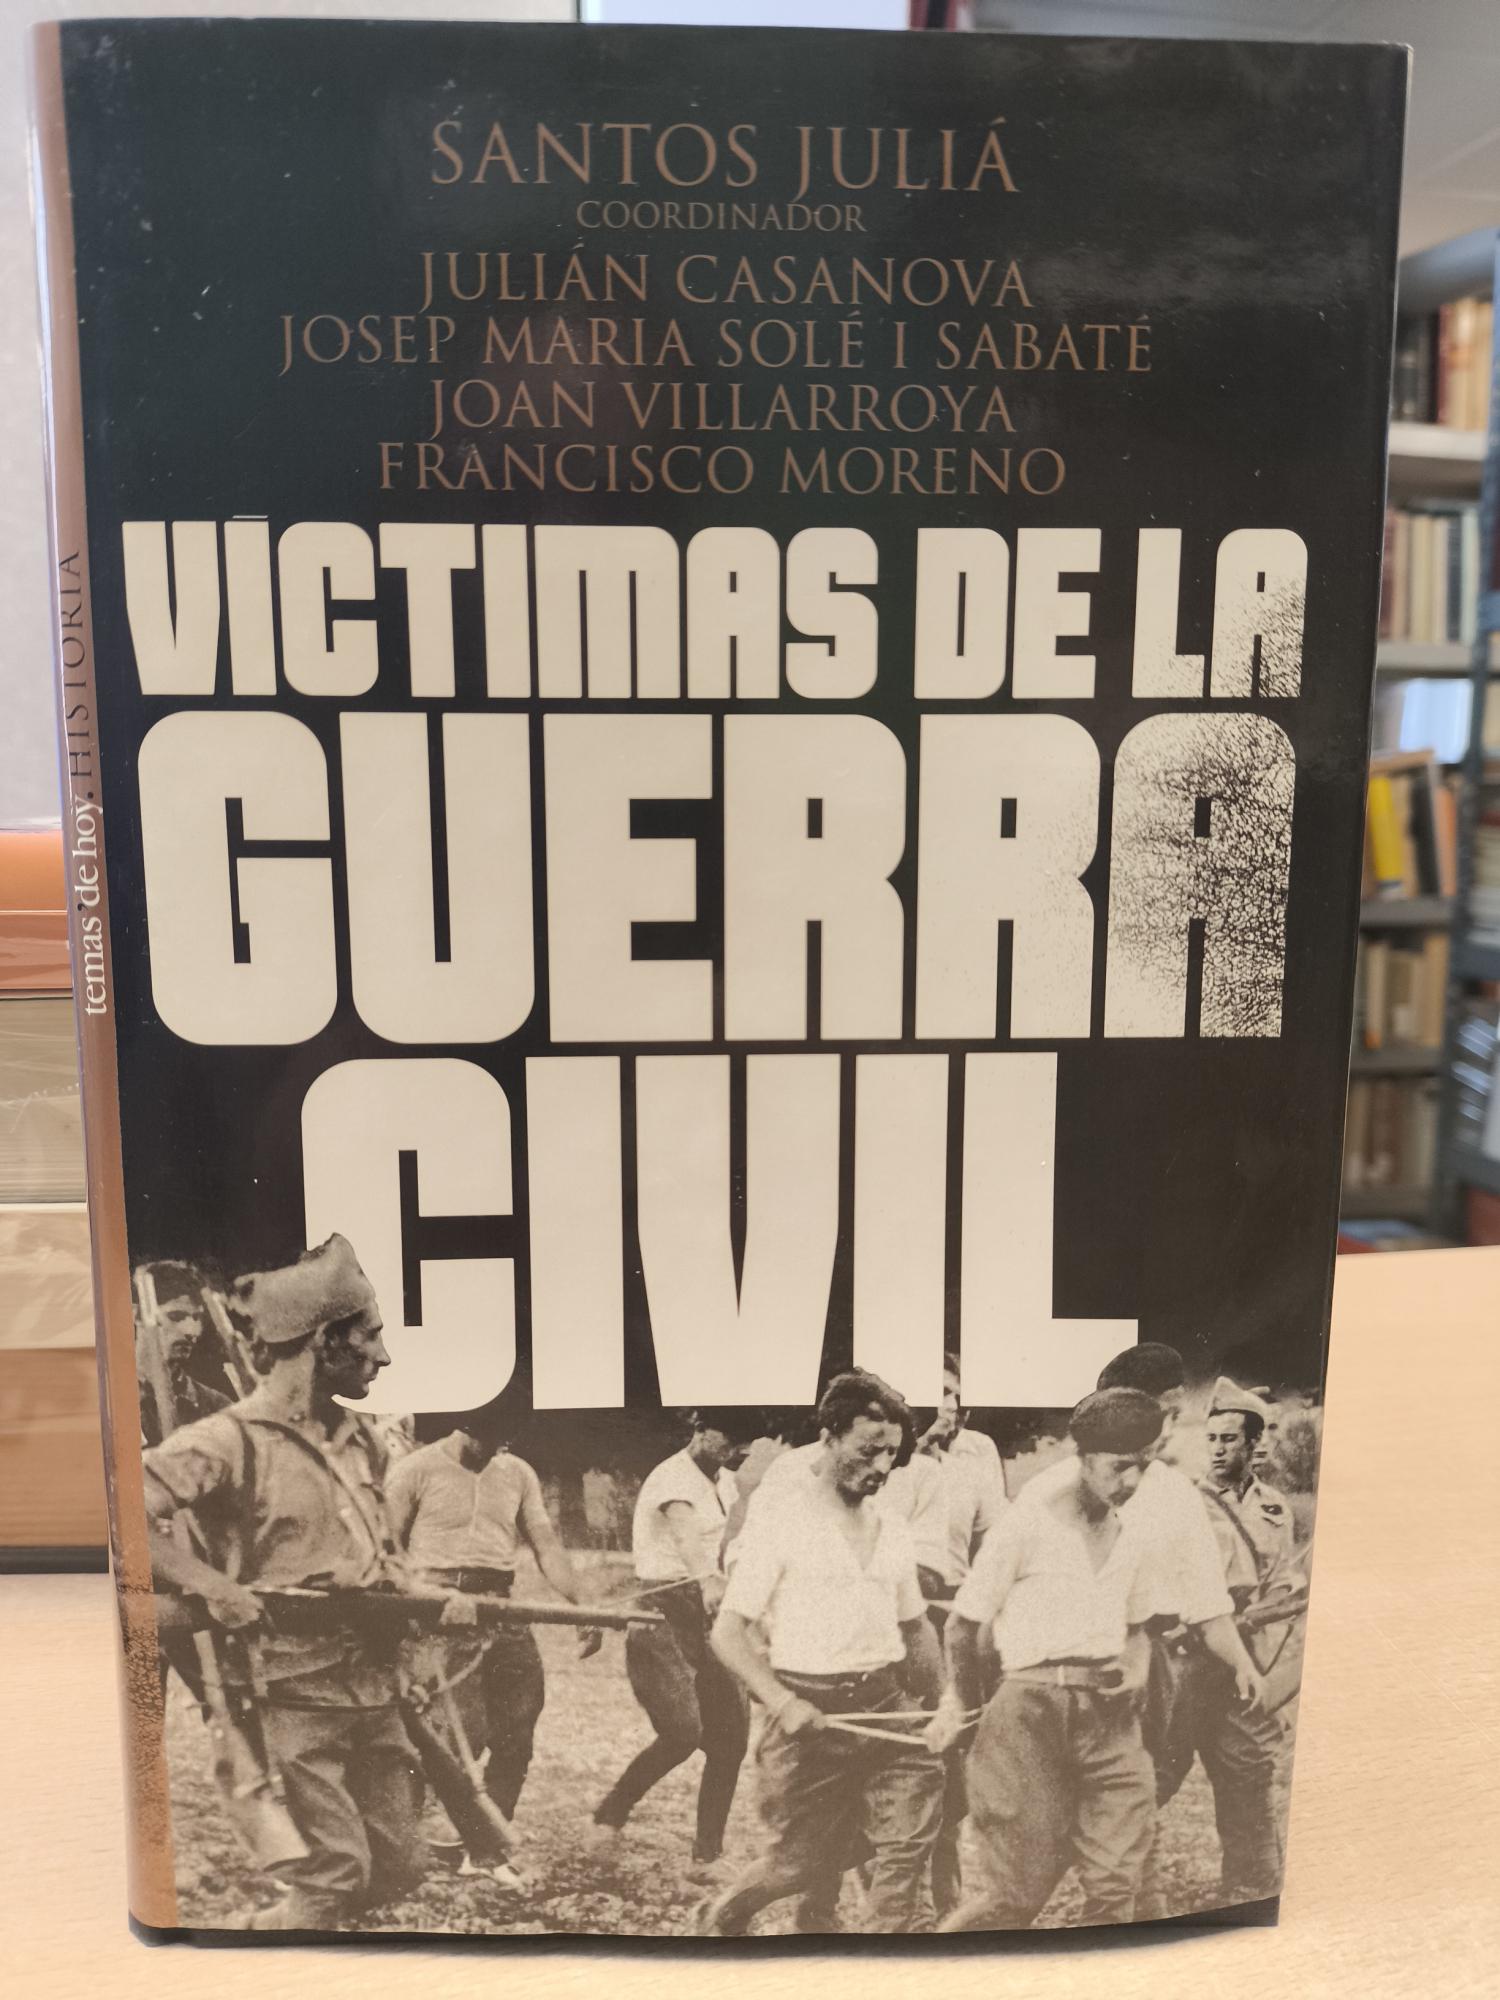 SANTOS JULIÁ
COORDINADOR
JULIÁN CASANOVA
JOSEP MARIA SOLÉ I SABATÉ
JOAN VILLARROYA
FRANCISCO MORENO
VÍCTIMAS DE LA
GUERRA
CIVIL
temas'de hoy. HISTORIA